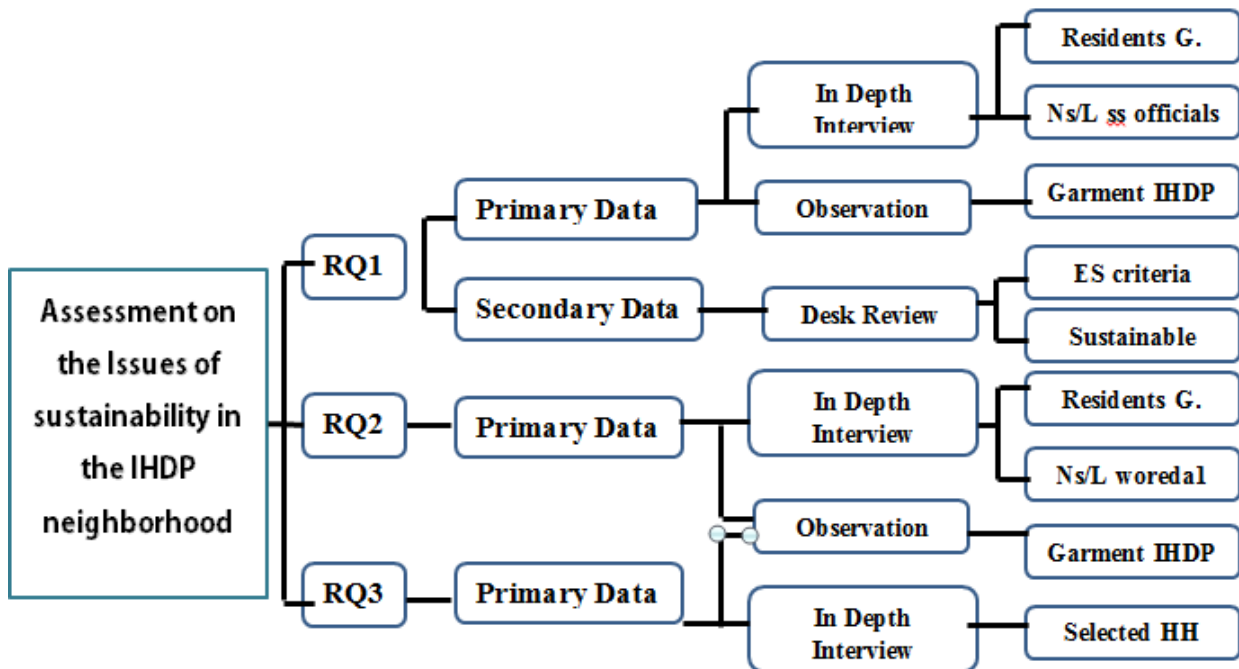 Assessment on
the Issues of
sustainability in
the IHDP
neighborhood
RQ1
RQ2
RQ3
Primary Data
Secondary Data
Primary Data
Primary Data
In Depth
Interview
Observation
Desk Review
In Depth
Interview
Observation
In Depth
Interview
Residents G.
Ns/L ss officials
Garment IHDP
ES criteria
Sustainable
Residents G.
Ns/L woreda1
Garment IHDP
Selected HH